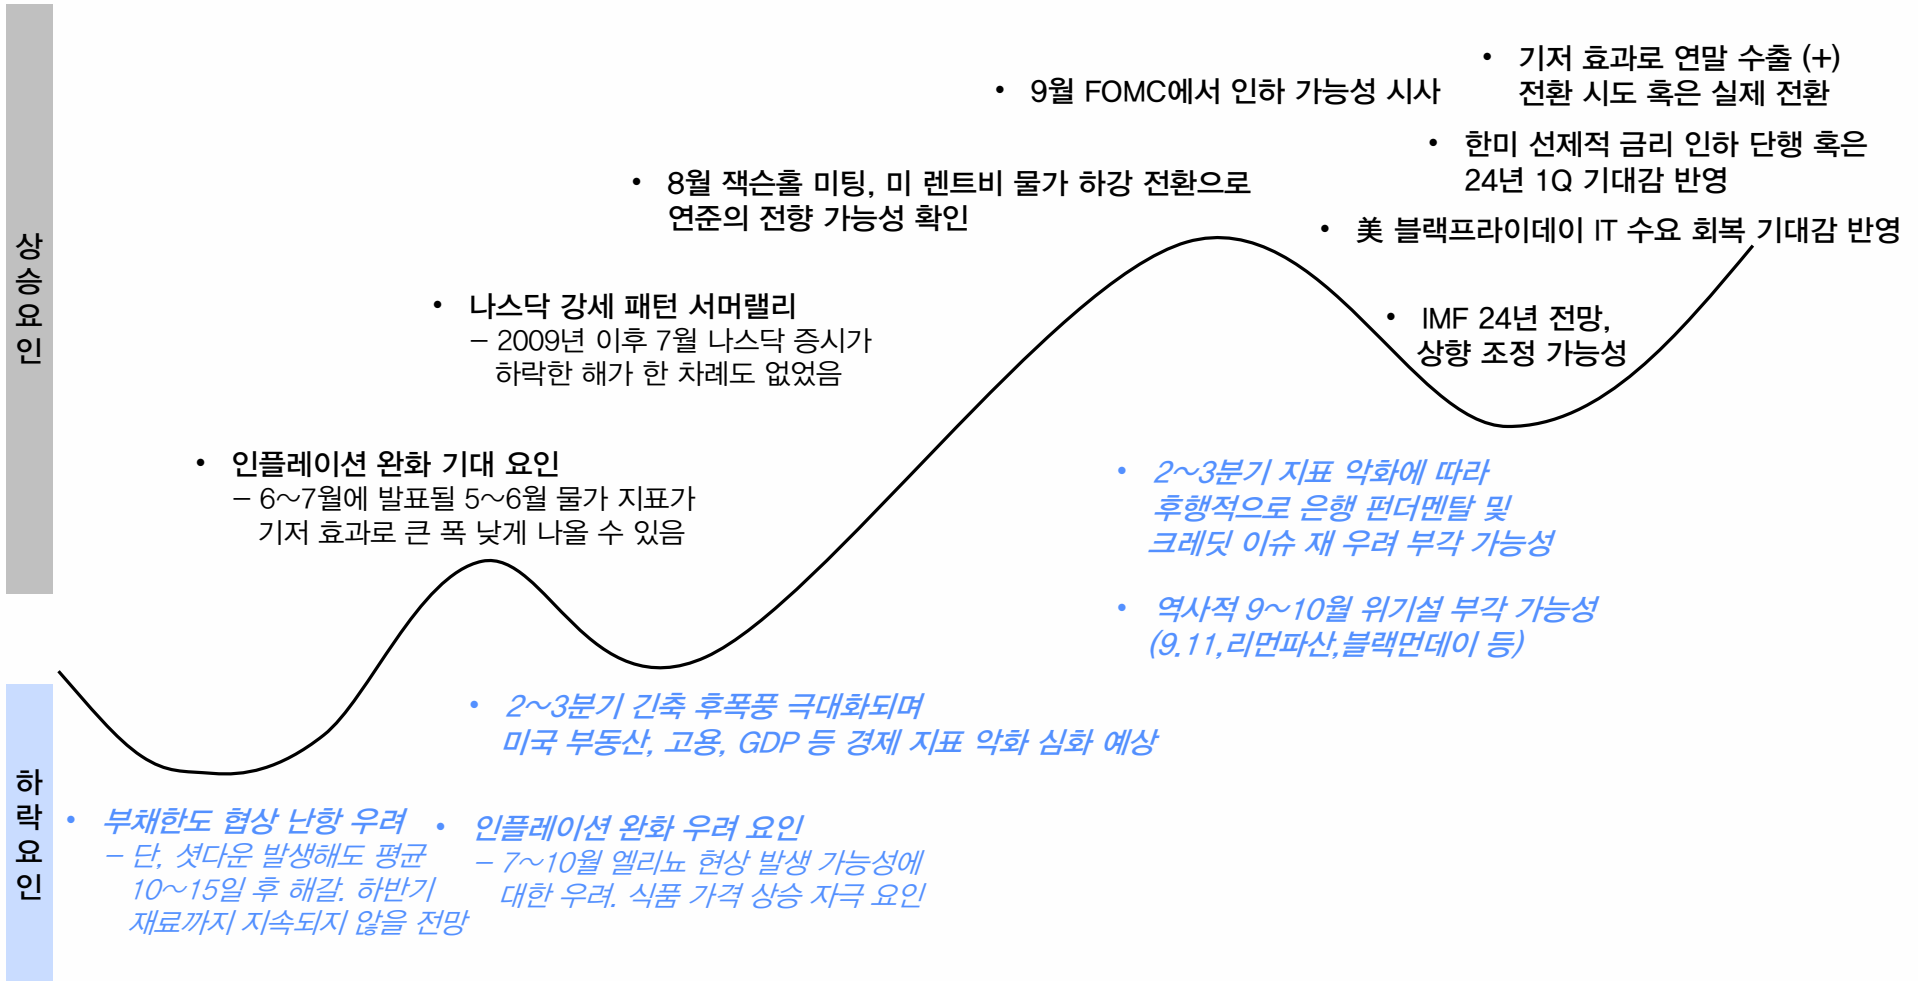 상승요인
• 기저 효과로 연말 수출 (+)
전환 시도 혹은 실제 전환
• 9월 FOMC에서 인하 가능성 시사
• 한미 선제적 금리 인하 단행 혹은
24년 1Q 기대감 반영
• 8월 잭슨홀 미팅, 미 렌트비 물가 하강 전환으로
연준의 전향 가능성 확인
• 美 블랙프라이데이 IT 수요 회복 기대감 반영
• 나스닥 강세 패턴 서머랠리
– 2009년 이후 7월 나스닥 증시가
하락한 해가 한 차례도 없었음
• IMF 24년 전망,
상향 조정 가능성
• 인플레이션 완화 기대 요인
– 6~7월에 발표될 5~6월 물가 지표가
기저 효과로 큰 폭 낮게 나올 수 있음
• 2~3분기 지표 악화에 따라
후행적으로 은행 펀더멘탈 및
크레딧 이슈 재 우려 부각 가능성
• 역사적 9~10월 위기설 부각 가능성
(9.11,리먼파산,블랙먼데이 등)
하락요인
• 2~3분기 긴축 후폭풍 극대화되며
미국 부동산, 고용, GDP 등 경제 지표 악화 심화 예상
• 부채한도 협상 난항 우려
– 단, 셧다운 발생해도 평균
10~15일 후 해갈. 하반기
재료까지 지속되지 않을 전망
• 인플레이션 완화 우려 요인
– 7~10월 엘리뇨 현상 발생 가능성에
대한 우려. 식품 가격 상승 자극 요인